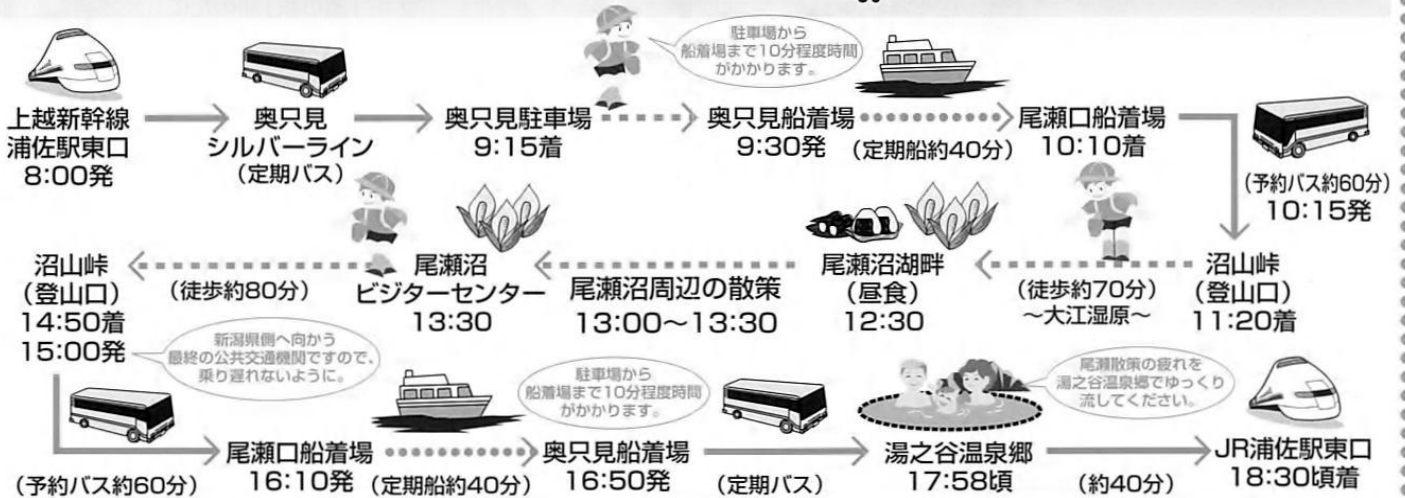 駐車場から
船着場まで10分程度時間
がかかります。
上越新幹線
浦佐駅東口
8:00発
奥只見
シルバーライン
(定期バス)
奥只見駐車場
9:15着
奥只見船着場
9:30発
(定期船約40分)
尾瀬口船着場
10:10着
(予約バス約60分)
10:15発
沼山峠
(登山口)
11:20着
(徒歩約70分)
～大江湿原～
尾瀬沼湖畔
(昼食)
12:30
尾瀬沼周辺の散策
13:00～13:30
尾瀬沼
ビジターセンター
13:30
(徒歩約80分)
沼山峠
(登山口)
14:50着
15:00発
新潟県側へ向かう
最終の公共交通機関ですので、
乗り遅れないように。
(予約バス約60分)
尾瀬口船着場
16:10発
(定期船約40分)
駐車場から
船着場まで10分程度時間
がかかります。
奥只見船着場
16:50発
(定期バス)
湯之谷温泉郷
17:58頃
尾瀬散策の疲れを
湯之谷温泉郷でゆっくり
流してください。
(約40分)
JR浦佐駅東口
18:30頃着